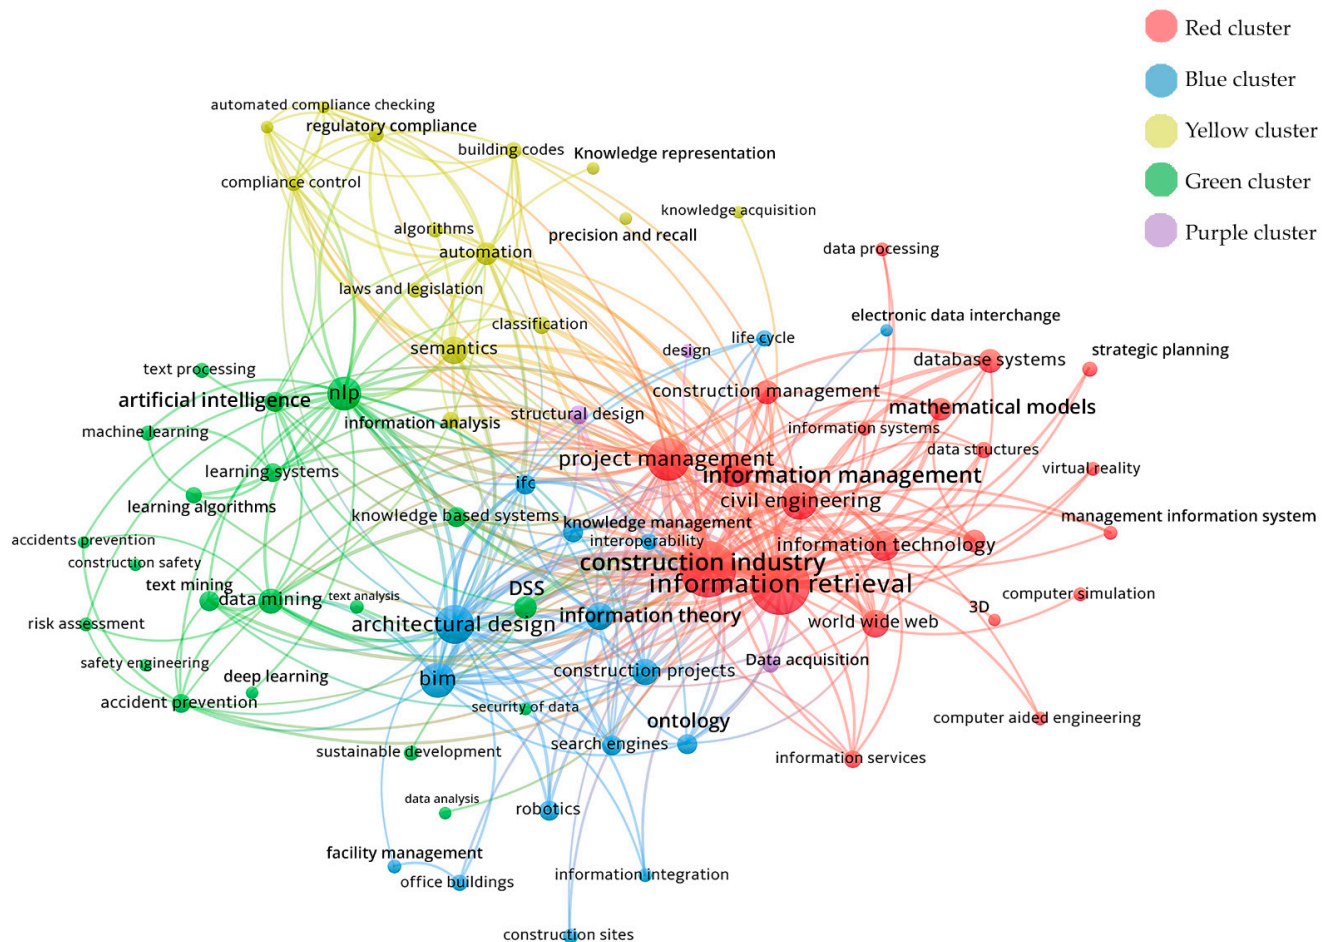 Red cluster
Blue cluster
Yellow cluster
Green cluster
Purple cluster
automated compliance checking
regulatory compliance
building codes
Knowledge representation
compliance control
knowledge acquisition
algorithms
precision and recall
automation
data processing
laws and legislation
electronic data interchange
classification
life cycle
semantics
design
database systems
strategic planning
text processing
artificial intelligence
nlp
construction management
mathematical models
information analysis
structural design
information systems
machine learning
data structures
project management
virtual reality
learning systems
information management
ifc
civil engineering
learning algorithms
knowledge based systems
knowledge management
management information system
accidents prevention
interoperability
information technology
construction safety
construction industry
text mining
DSS
information retrieval
data mining
text analysis
computer simulation
3D
risk assessment
architectural design
information theory
world wide web
safety engineering
Data acquisition
deep learning
bim
construction projects
accident prevention
security of data
ontology
computer aided engineering
sustainable development
search engines
information services
data analysis
robotics
facility management
office buildings
information integration
construction sites